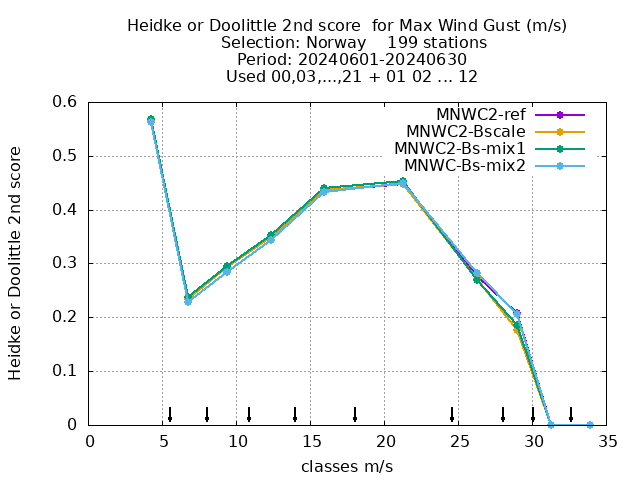 Heidke or Doolittle 2nd score  for Max Wind Gust (m/s)
Selection: Norway    199 stations
Period: 20240601-20240630
Used 00,03,...,21 + 01 02 ... 12
MNWC2-ref
MNWC2-Bscale
MNWC2-Bs-mix1
MNWC-Bs-mix2
Heidke or Doolittle 2nd score
0.6
0.5
0.4
0.3
0.2
0.1
0
0 5 10 15 20 25 30 35
classes m/s